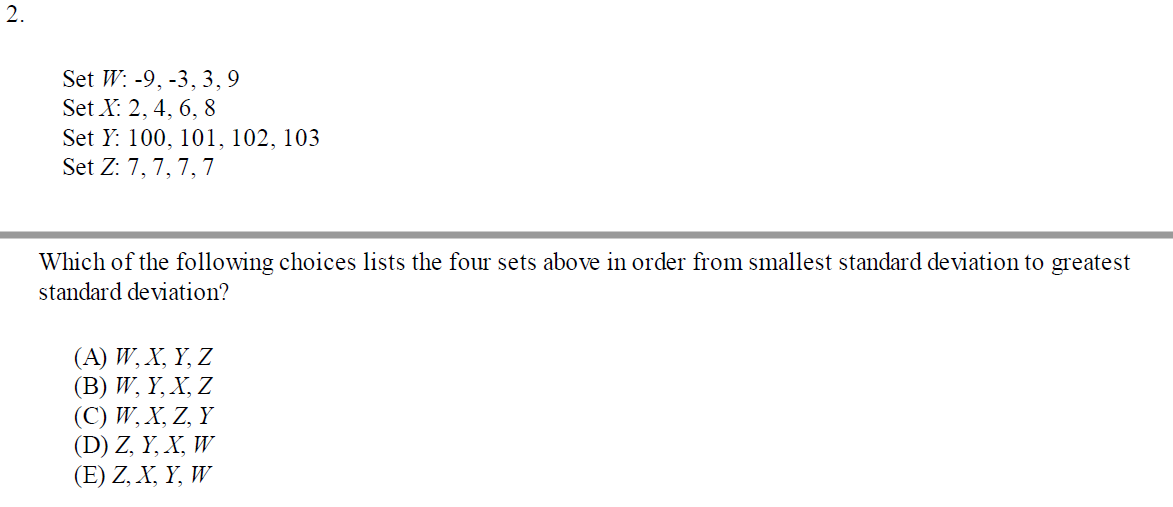 2.
Set W: -9, -3, 3, 9
Set X: 2, 4, 6, 8
Set Y: 100, 101, 102, 103
Set Z: 7, 7, 7, 7
Which of the following choices lists the four sets above in order from smallest standard deviation to greatest
standard deviation?
(A) W, X, Y, Z
(B) W, Y, X, Z
(C) W, X, Z, Y
(D) Z, Y, X, W
(E) Z, X, Y, W